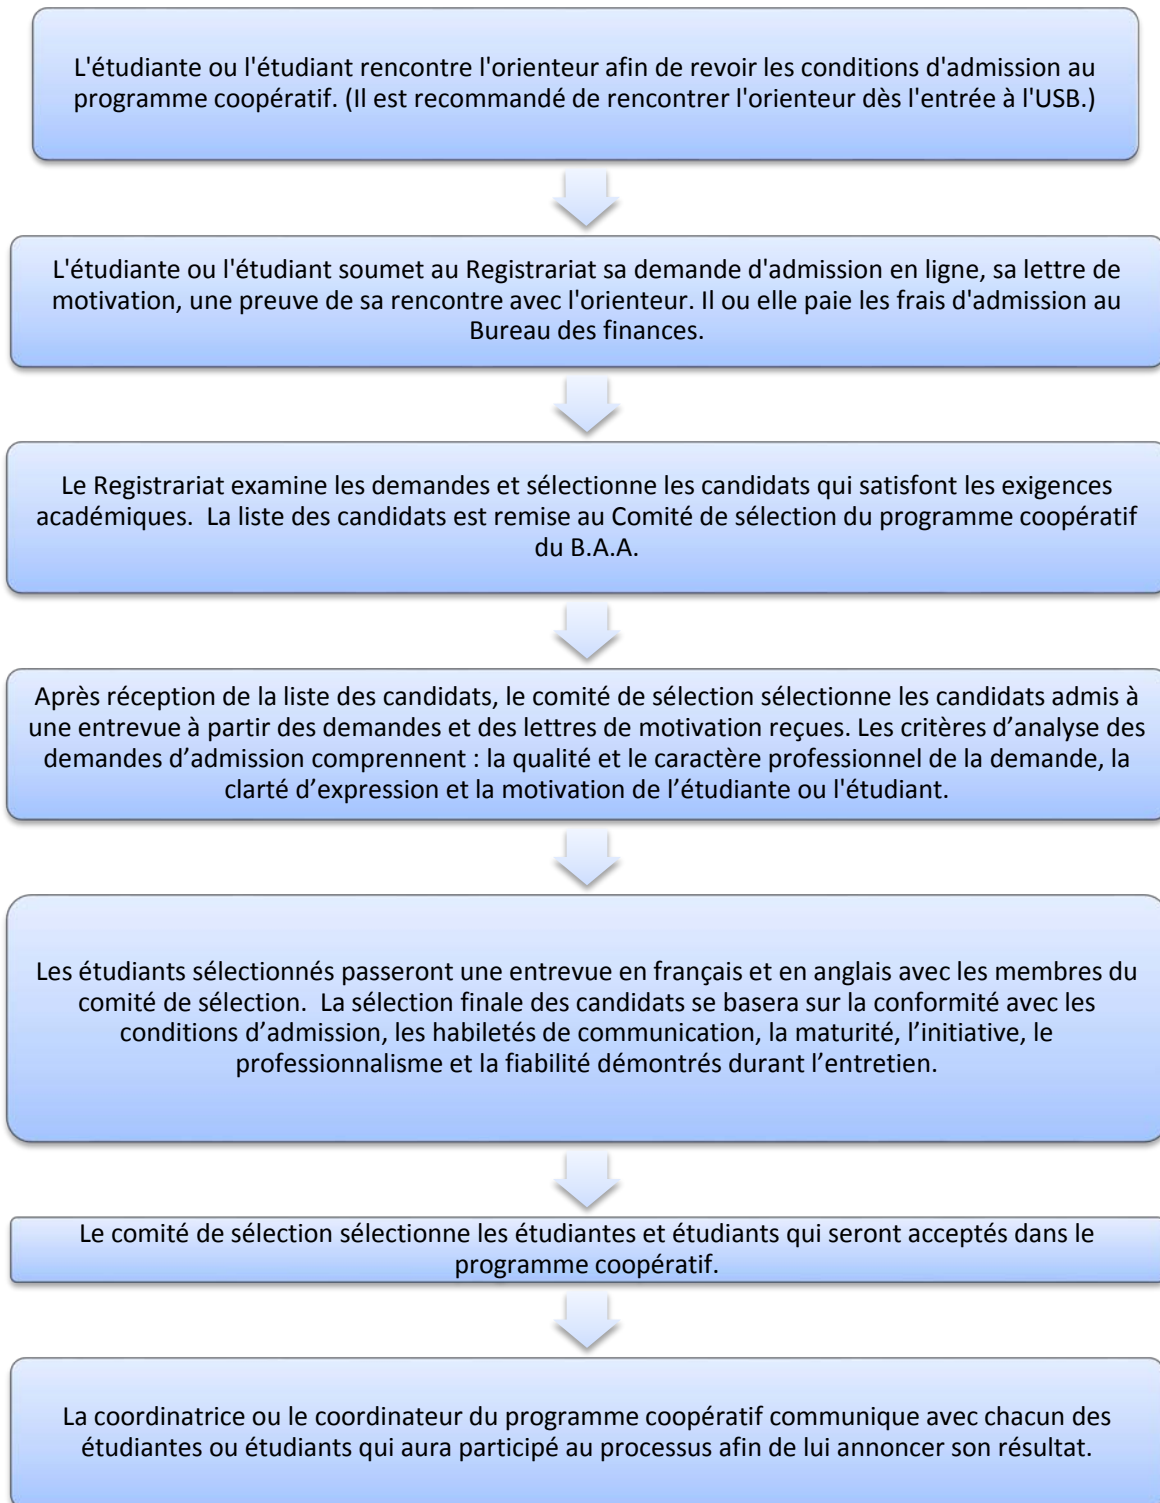 L'étudiante ou l'étudiant rencontre l'orienteur afin de revoir les conditions d'admission au
programme coopératif. (Il est recommandé de rencontrer l'orienteur dès l'entrée à l'USB.)
L'étudiante ou l'étudiant soumet au Registrariat sa demande d'admission en ligne, sa lettre de
motivation, une preuve de sa rencontre avec l'orienteur. Il ou elle paie les frais d'admission au
Bureau des finances.
Le Registrariat examine les demandes et sélectionne les candidats qui satisfont les exigences
académiques.  La liste des candidats est remise au Comité de sélection du programme coopératif
du B.A.A.
Après réception de la liste des candidats, le comité de sélection sélectionne les candidats admis à
une entrevue à partir des demandes et des lettres de motivation reçues. Les critères d’analyse des
demandes d’admission comprennent : la qualité et le caractère professionnel de la demande, la
clarté d’expression et la motivation de l’étudiante ou l'étudiant.
Les étudiants sélectionnés passeront une entrevue en français et en anglais avec les membres du
comité de sélection.  La sélection finale des candidats se basera sur la conformité avec les
conditions d’admission, les habiletés de communication, la maturité, l’initiative, le
professionnalisme et la fiabilité démontrés durant l’entretien.
Le comité de sélection sélectionne les étudiantes et étudiants qui seront acceptés dans le
programme coopératif.
La coordinatrice ou le coordinateur du programme coopératif communique avec chacun des
étudiantes ou étudiants qui aura participé au processus afin de lui annoncer son résultat.